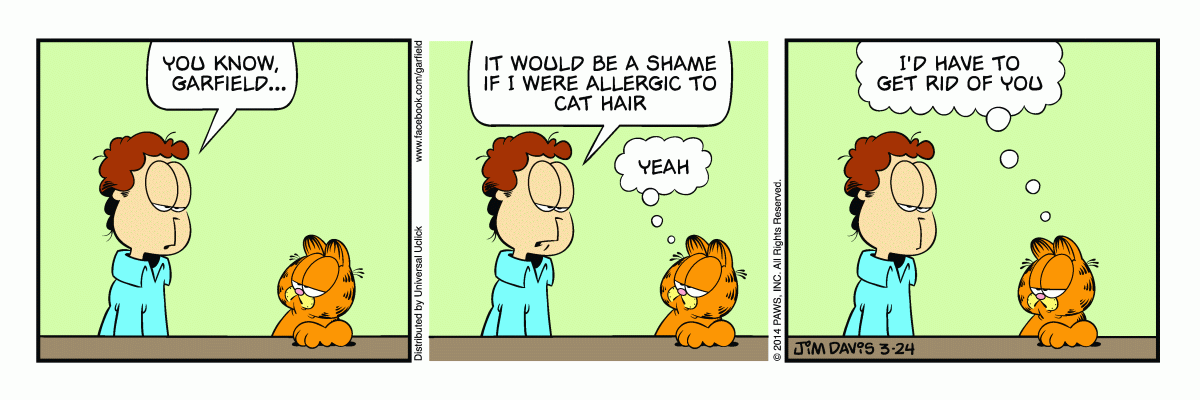 YOU KNOW,
GARFIELD...
www.facebook.com/garfield
Distributed by Universal Uclick
IT WOULD BE A SHAME
IF I WERE ALLERGIC TO
CAT HAIR
YEAH
© 2014 PAWS, INC. All Rights Reserved.
I'D HAVE TO
GET RID OF YOU
JIM DAVIS 3-24